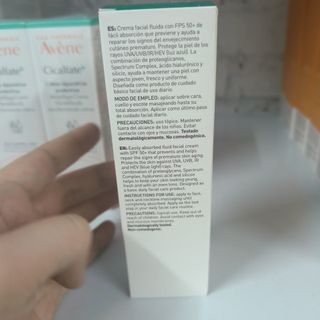 EAU THERMALE
Avène
Cicalfate+
ES: Crema facial fluida con FPS 50+ de
fácil absorción que previene y ayuda a
reparar los signos del envejecimiento
cutáneo prematuro. Protege la piel de los
rayos UVA/UVB/IR y HEV (luz azul). La
combinación de proteoglicanos,
Spectrum Complex, ácido hialurónico y
silicio, ayuda a mantener una piel con
aspecto joven, fresco y uniforme.
Diseñado como producto de cuidado
básico facial de uso diario.
MODO DE EMPLEO: aplicar sobre cara,
cuello y escote masajeando hasta su
total absorción. Aplicar como último paso
de cuidado facial diario.
PRECAUCIONES: uso tópico. Mantener
fuera del alcance de los niños. Evitar
contacto con ojos y mucosas. Testado
dermatológicamente. No comedogénico.
EN: Easily absorbed fluid facial cream
with SPF 50+ that prevents and helps
repair the signs of premature skin aging.
Protects the skin against UVA, UVB, IR
and HEV (blue light) rays. The
combination of proteoglycans, Spectrum
Complex, hyaluronic acid and silicon
helps to keep your skin looking young,
fresh and with an even tone. Designed as
a basic daily facial care product.
INSTRUCTIONS FOR USE: apply to face,
neck and neckline massaging until
completely absorbed. Apply as the last
step in your daily facial care routine.
PRECAUTIONS: topical use. Keep out of
reach of children. Avoid contact with eyes
and mucous membranes.
Dermatologically tested.
Non-comedogenic.